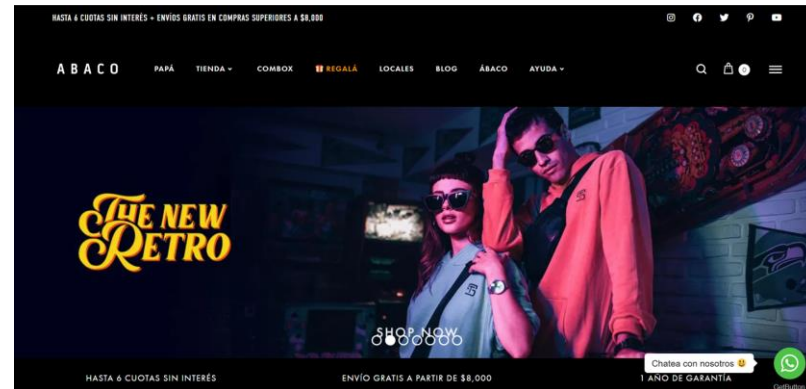 HASTA 6 CUOTAS SIN INTERÉS + ENVÍOS GRATIS EN COMPRAS SUPERIORES A $8,000
ABACO PAPÁ TIENDA COMBOX REGALÁ LOCALES BLOG ÁBACO AYUDA 0
THE NEW
RETRO
SHOP NOW
Chatea con nosotros
HASTA 6 CUOTAS SIN INTERÉS ENVÍO GRATIS A PARTIR DE $8,000 1 AÑO DE GARANTÍA
GetButton